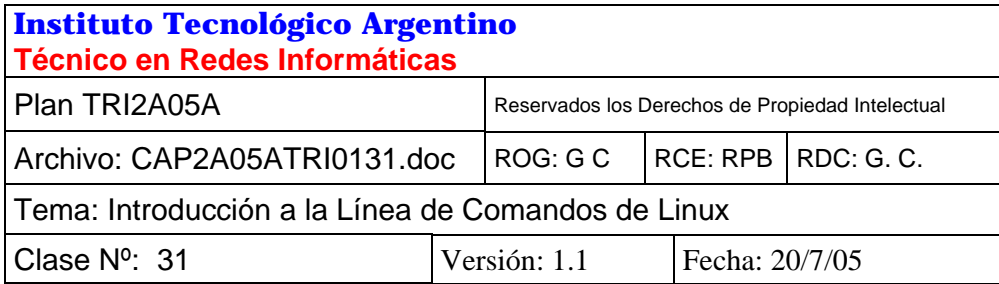 Instituto Tecnológico Argentino
Técnico en Redes Informáticas
Plan TRI2A05A Reservados los Derechos de Propiedad Intelectual
Archivo: CAP2A05ATRI0131.doc ROG: G C RCE: RPB RDC: G. C.
Tema: Introducción a la Línea de Comandos de Linux
Clase Nº: 31 Versión: 1.1 Fecha: 20/7/05